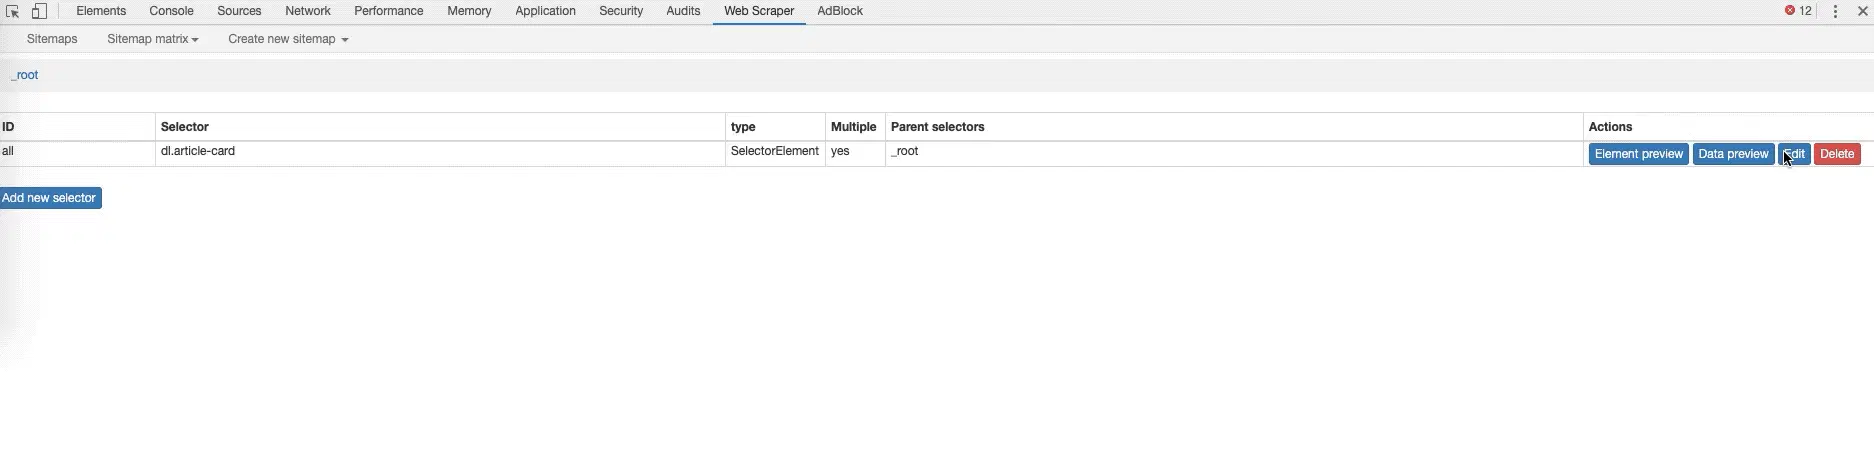 Elements Console Sources Network Performance Memory Application Security Audits Web Scraper AdBlock 12
Sitemaps Sitemap matrix Create new sitemap
_root
ID Selector type Multiple Parent selectors Actions
all dl.article-card SelectorElement yes _root Element preview Data preview Edit Delete
Add new selector